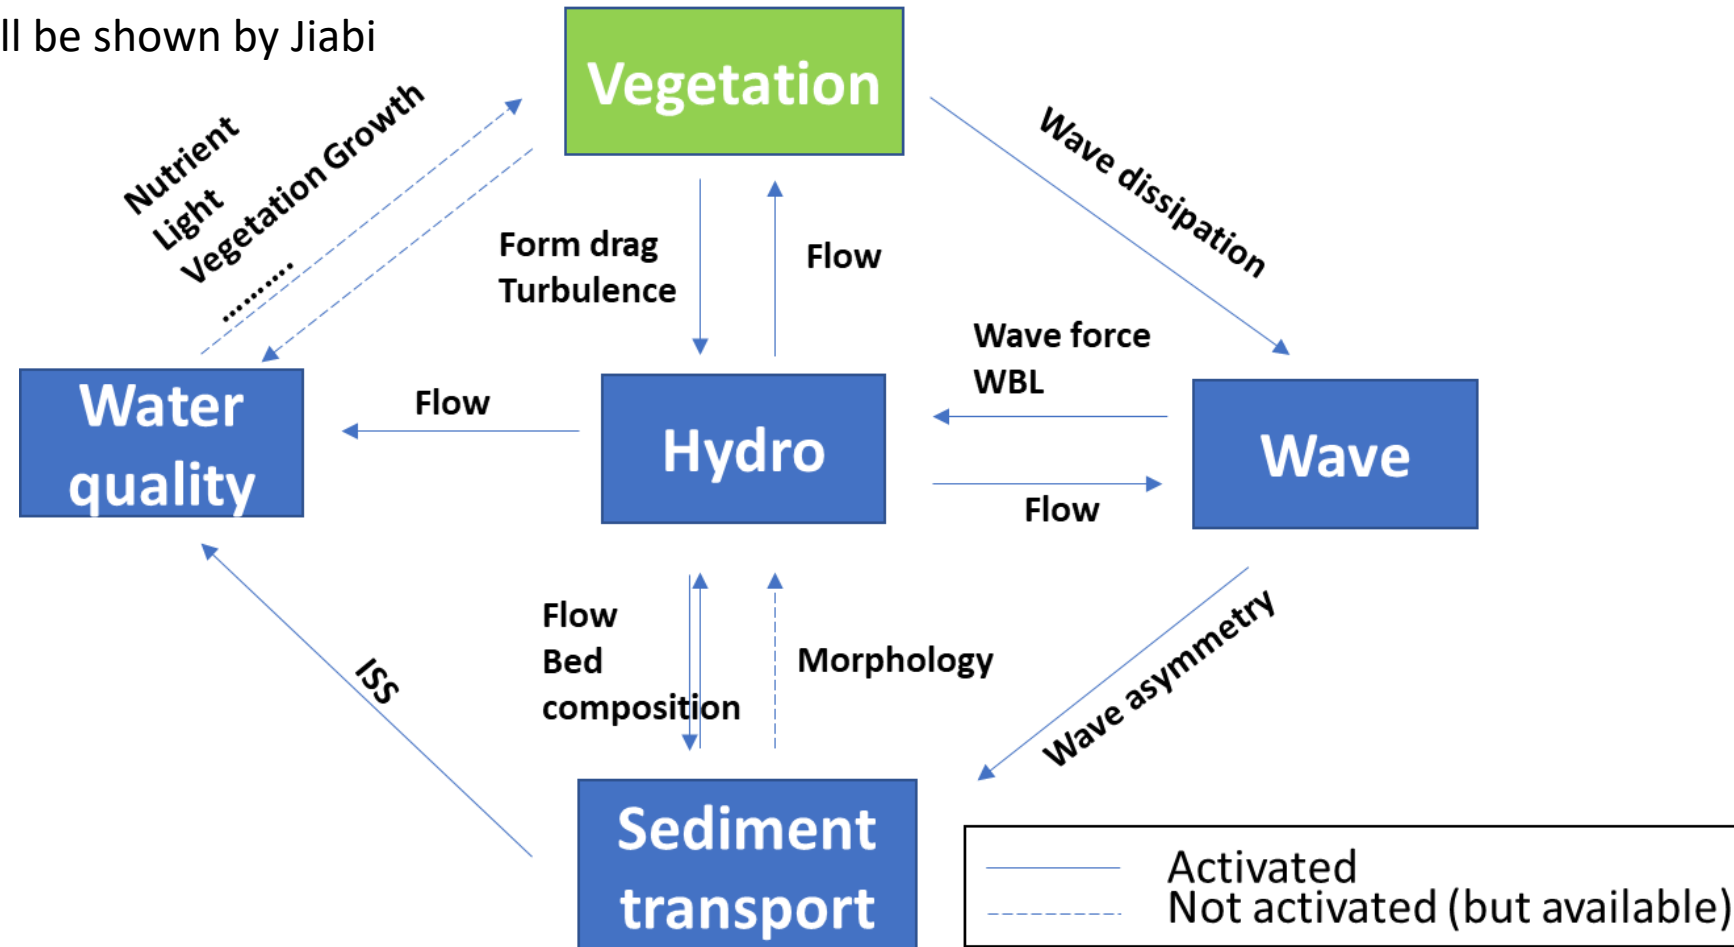 ll be shown by Jiabi
Vegetation
Nutrient
Light
Vegetation Growth
..........
Wave dissipation
Form drag
Turbulence
Flow
Wave force
WBL
Water
quality
Flow
Hydro
Wave
Flow
Flow
Bed
composition
Morphology
ISS
Wave asymmetry
Sediment
transport
Activated
Not activated (but available)